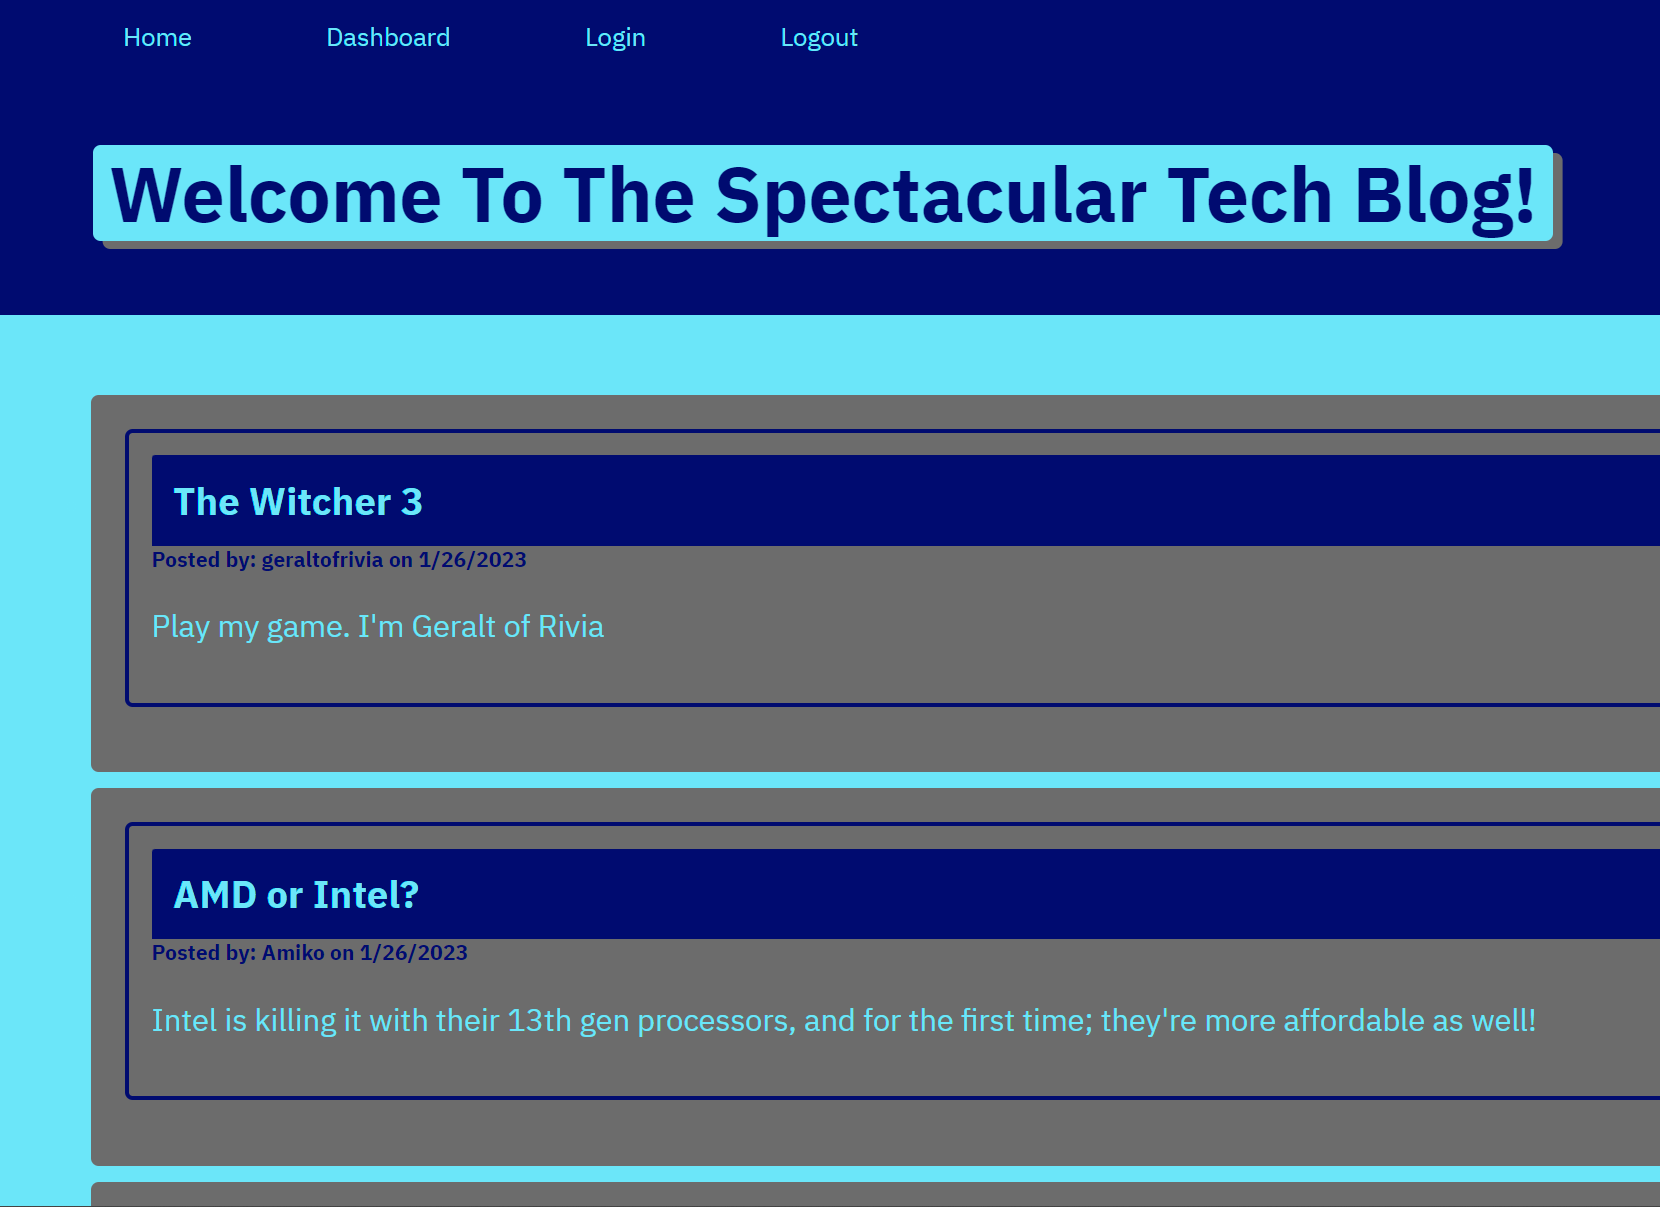 Home Dashboard Login Logout
Welcome To The Spectacular Tech Blog!
The Witcher 3
Posted by: geraltofrivia on 1/26/2023
Play my game. I'm Geralt of Rivia
AMD or Intel?
Posted by: Amiko on 1/26/2023
Intel is killing it with their 13th gen processors, and for the first time; they're more affordable as well!